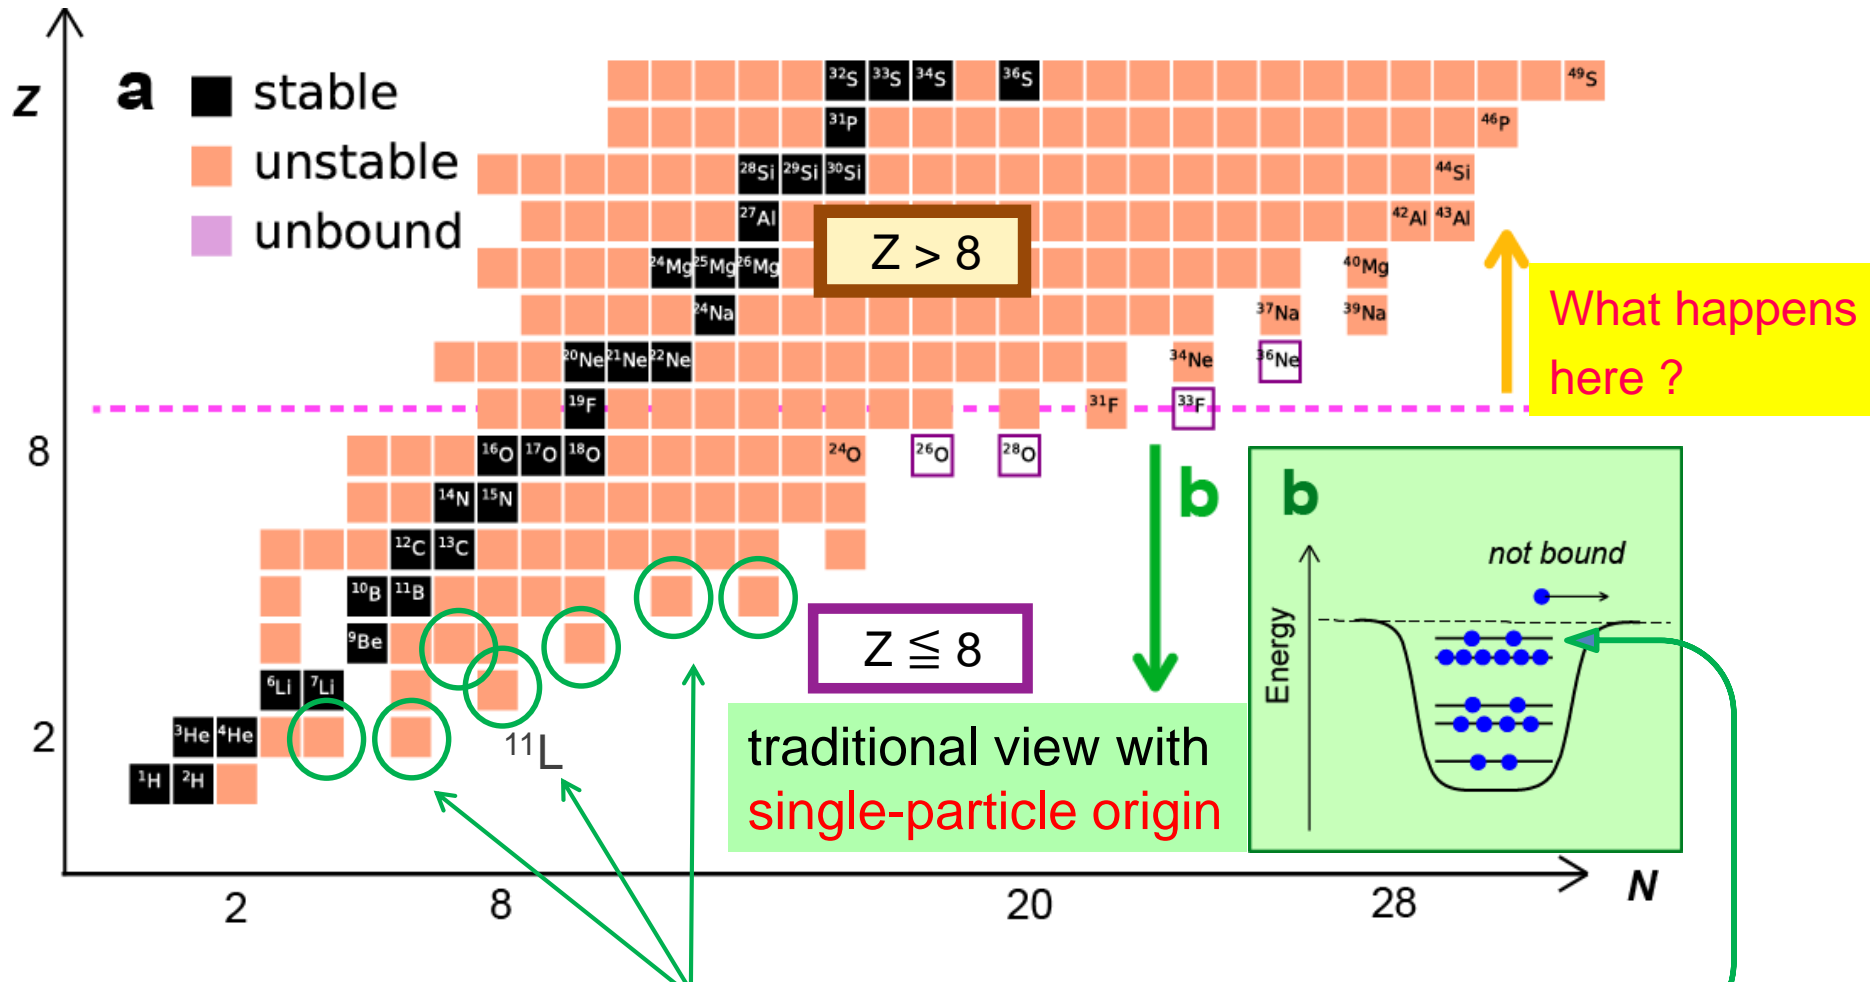 Z
a
stable
unstable
unbound
³²S ³³S ³⁴S ³⁶S ⁴⁹S
³¹P ⁴⁶P
²⁸Si ²⁹Si ³⁰Si ⁴⁴Si
²⁷Al ⁴²Al ⁴³Al
Z > 8
²⁴Mg ²⁵Mg ²⁶Mg ⁴⁰Mg
²⁴Na ³⁷Na ³⁹Na
What happens
here ?
²⁰Ne ²¹Ne ²²Ne ³⁴Ne ³⁶Ne
¹⁹F ³¹F ³³F
8
¹⁶O ¹⁷O ¹⁸O ²⁴O ²⁶O ²⁸O
¹⁴N ¹⁵N
b
¹²C ¹³C
¹⁰B ¹¹B
⁹Be
Z ≦ 8
⁶Li ⁷Li
2
³He ⁴He
¹¹L
¹H ²H
traditional view with
single-particle origin
b
not bound
Energy
2 8 20 28 N